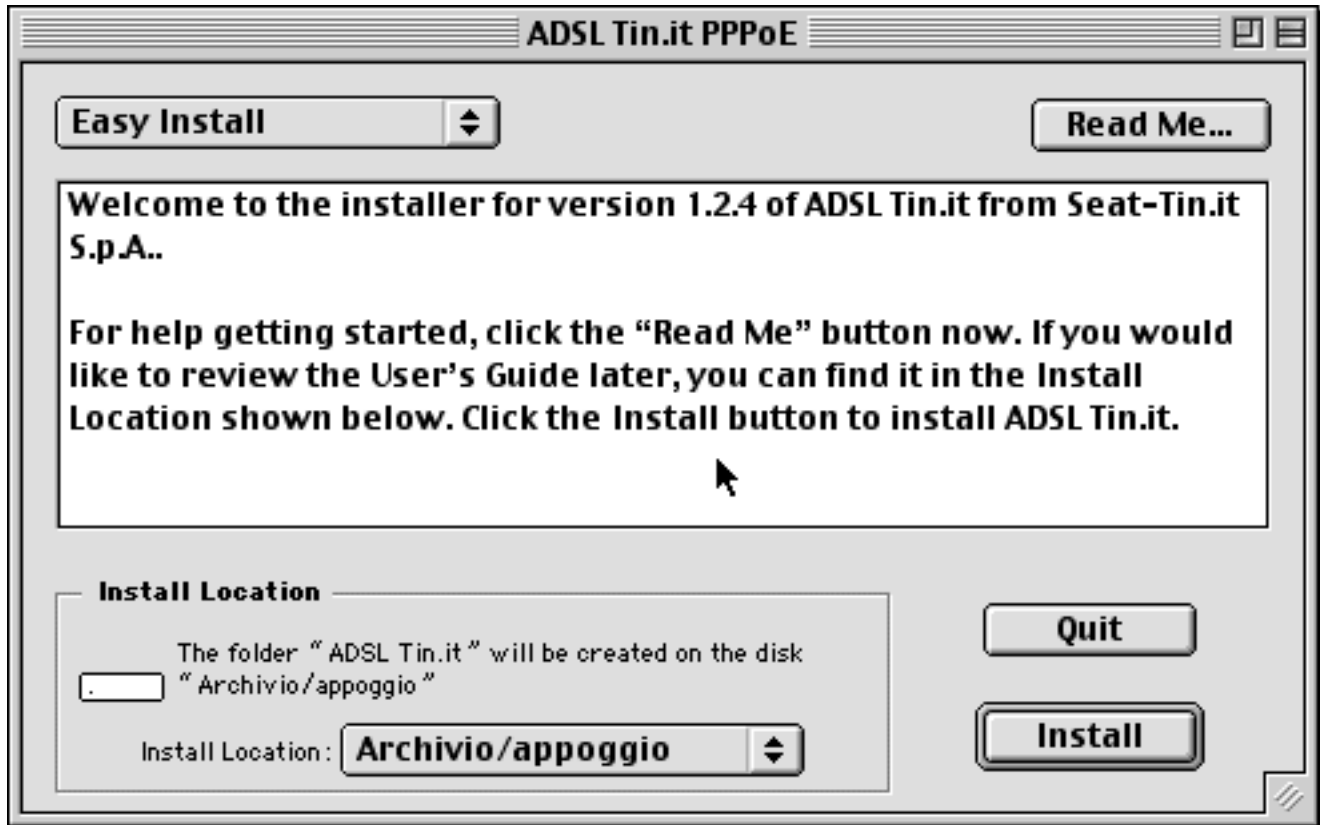 ADSL Tin.it PPPoE
Easy Install
Read Me...
Welcome to the installer for version 1.2.4 of ADSL Tin.it from Seat-Tin.it
S.p.A..
For help getting started, click the “Read Me” button now. If you would
like to review the User’s Guide later, you can find it in the Install
Location shown below. Click the Install button to install ADSL Tin.it.
Install Location
The folder “ADSL Tin.it” will be created on the disk
“Archivio/appoggio”
Install Location: Archivio/appoggio
Quit
Install